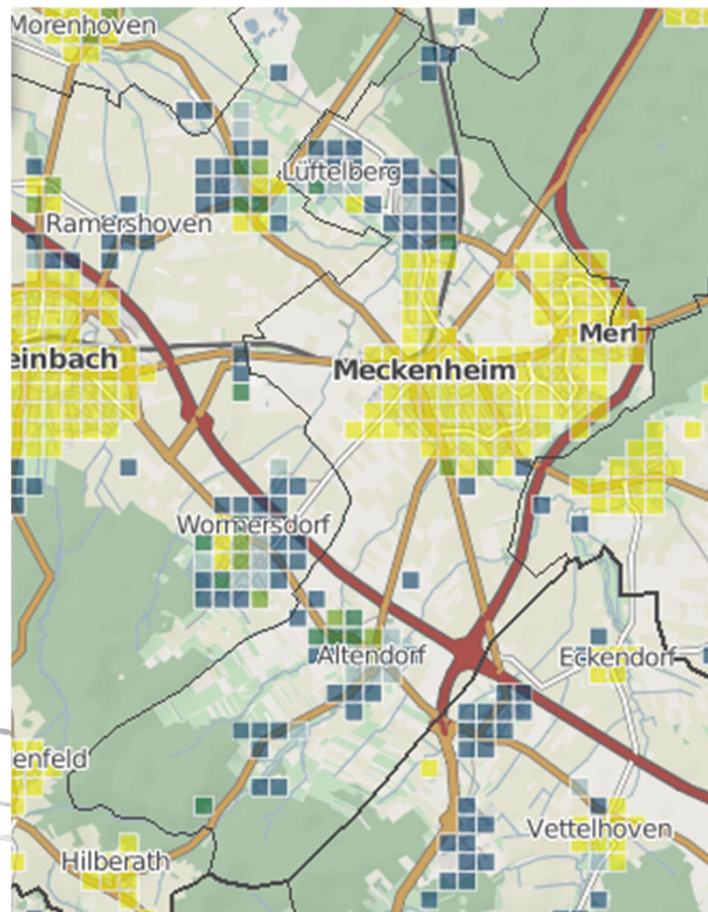 Morenhoven
Lüftelberg
Ramershoven
Merl
einbach
Meckenheim
Wormersdorf
Altendorf
Eckendorf
enfeld
Vettelhoven
Hilberath